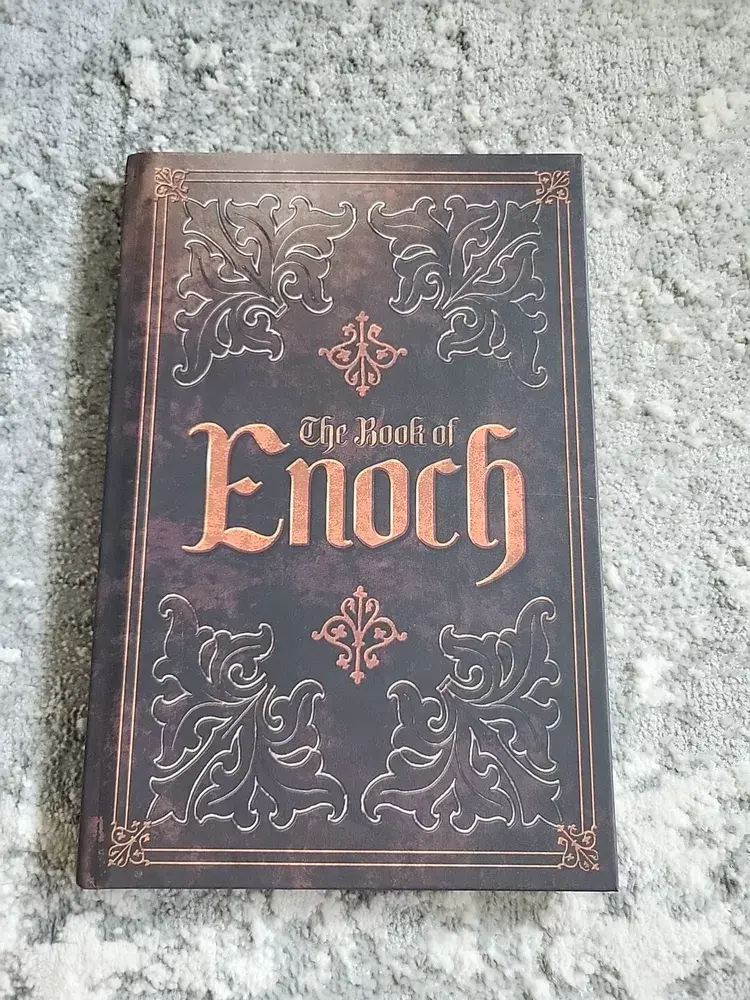 The Book of
Enoch